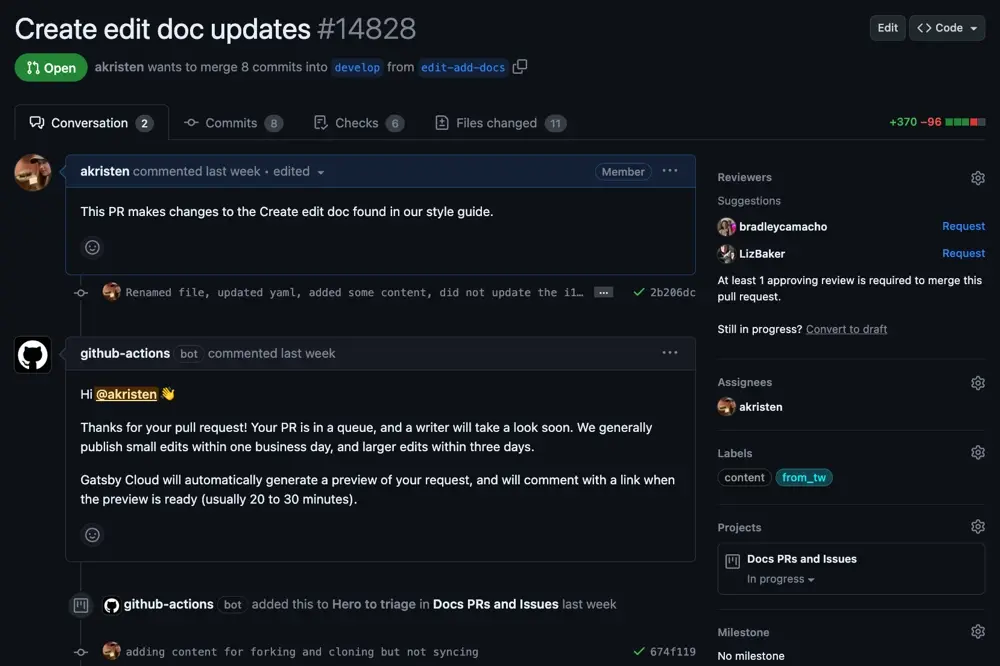 Create edit doc updates #14828
Edit
<> Code
Open
akristen wants to merge 8 commits into develop from edit-add-docs
Conversation 2
Commits 8
Checks 6
Files changed 11
+370 −96
akristen commented last week • edited
Member
This PR makes changes to the Create edit doc found in our style guide.
Renamed file, updated yaml, added some content, did not update the i1… ...
2b206dc
github-actions bot commented last week
Hi @akristen 👋
Thanks for your pull request! Your PR is in a queue, and a writer will take a look soon. We generally
publish small edits within one business day, and larger edits within three days.
Gatsby Cloud will automatically generate a preview of your request, and will comment with a link when
the preview is ready (usually 20 to 30 minutes).
github-actions bot added this to Hero to triage in Docs PRs and Issues last week
adding content for forking and cloning but not syncing
674f119
Reviewers
Suggestions
bradleycamacho
Request
LizBaker
Request
At least 1 approving review is required to merge this
pull request.
Still in progress? Convert to draft
Assignees
akristen
Labels
content
from_tw
Projects
Docs PRs and Issues
In progress
Milestone
No milestone